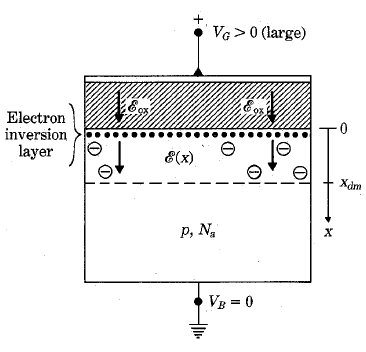 +
V_G > 0 (large)
ℰ_ox ℰ_ox
Electron
inversion
layer
0
ℰ(x)
x_dm
p, N_a
x
V_B = 0